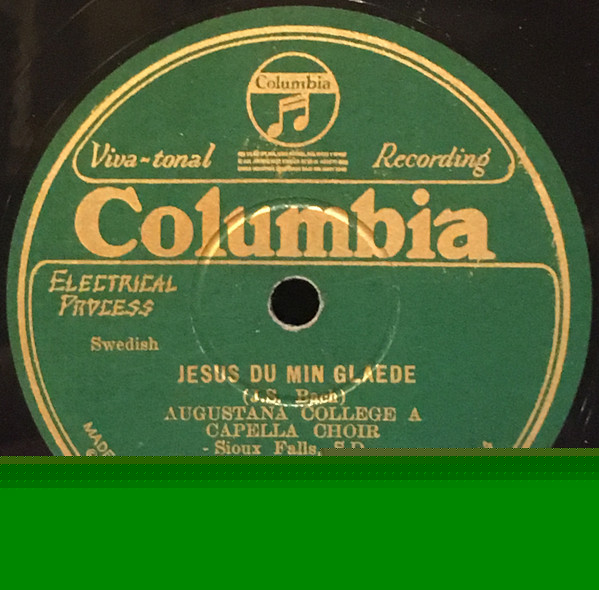 Columbia
Viva-tonal Recording
Columbia
ELECTRICAL
PROCESS
Swedish
JESUS DU MIN GLAEDE
(J.S. Bach)
AUGUSTANA COLLEGE A
CAPELLA CHOIR
- Sioux Falls, S.D.
MADE